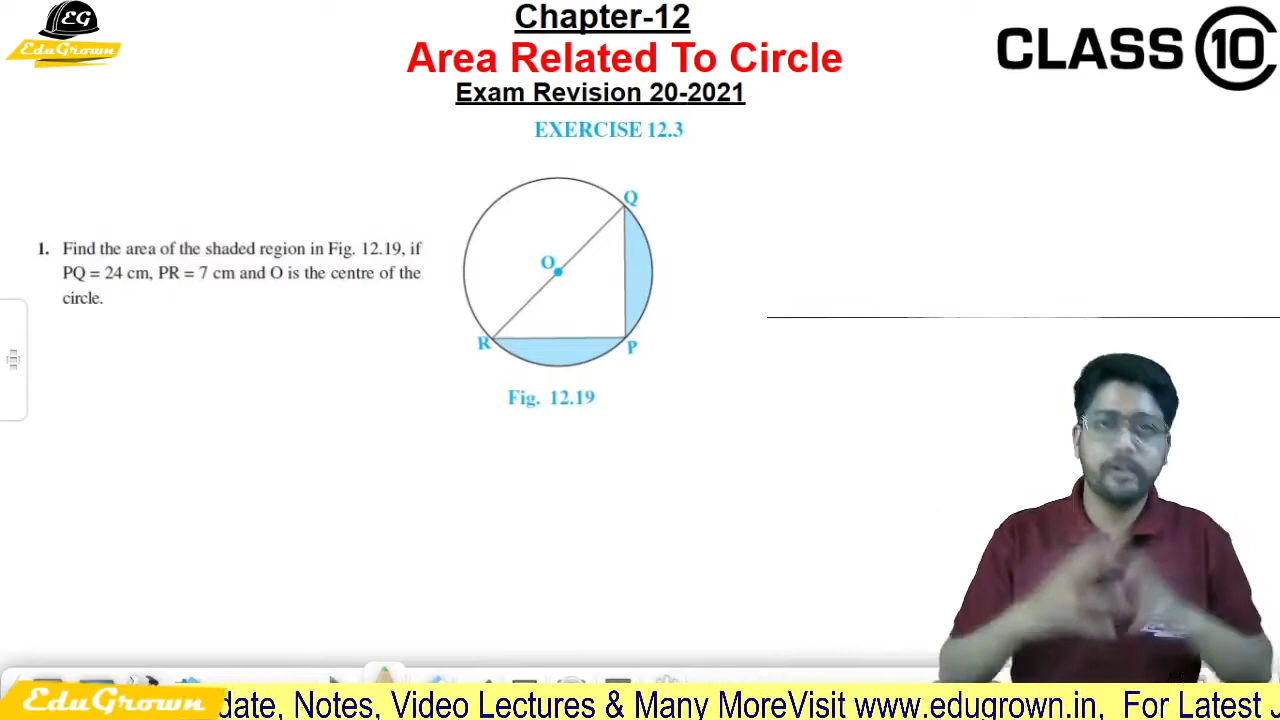 EG
EduGrown
Chapter-12
Area Related To Circle
Exam Revision 20-2021
CLASS 10
EXERCISE 12.3
1. Find the area of the shaded region in Fig. 12.19, if
PQ = 24 cm, PR = 7 cm and O is the centre of the
circle.
Q
O
R
P
Fig. 12.19
EduGrown
date, Notes, Video Lectures & Many MoreVisit www.edugrown.in, For Latest J